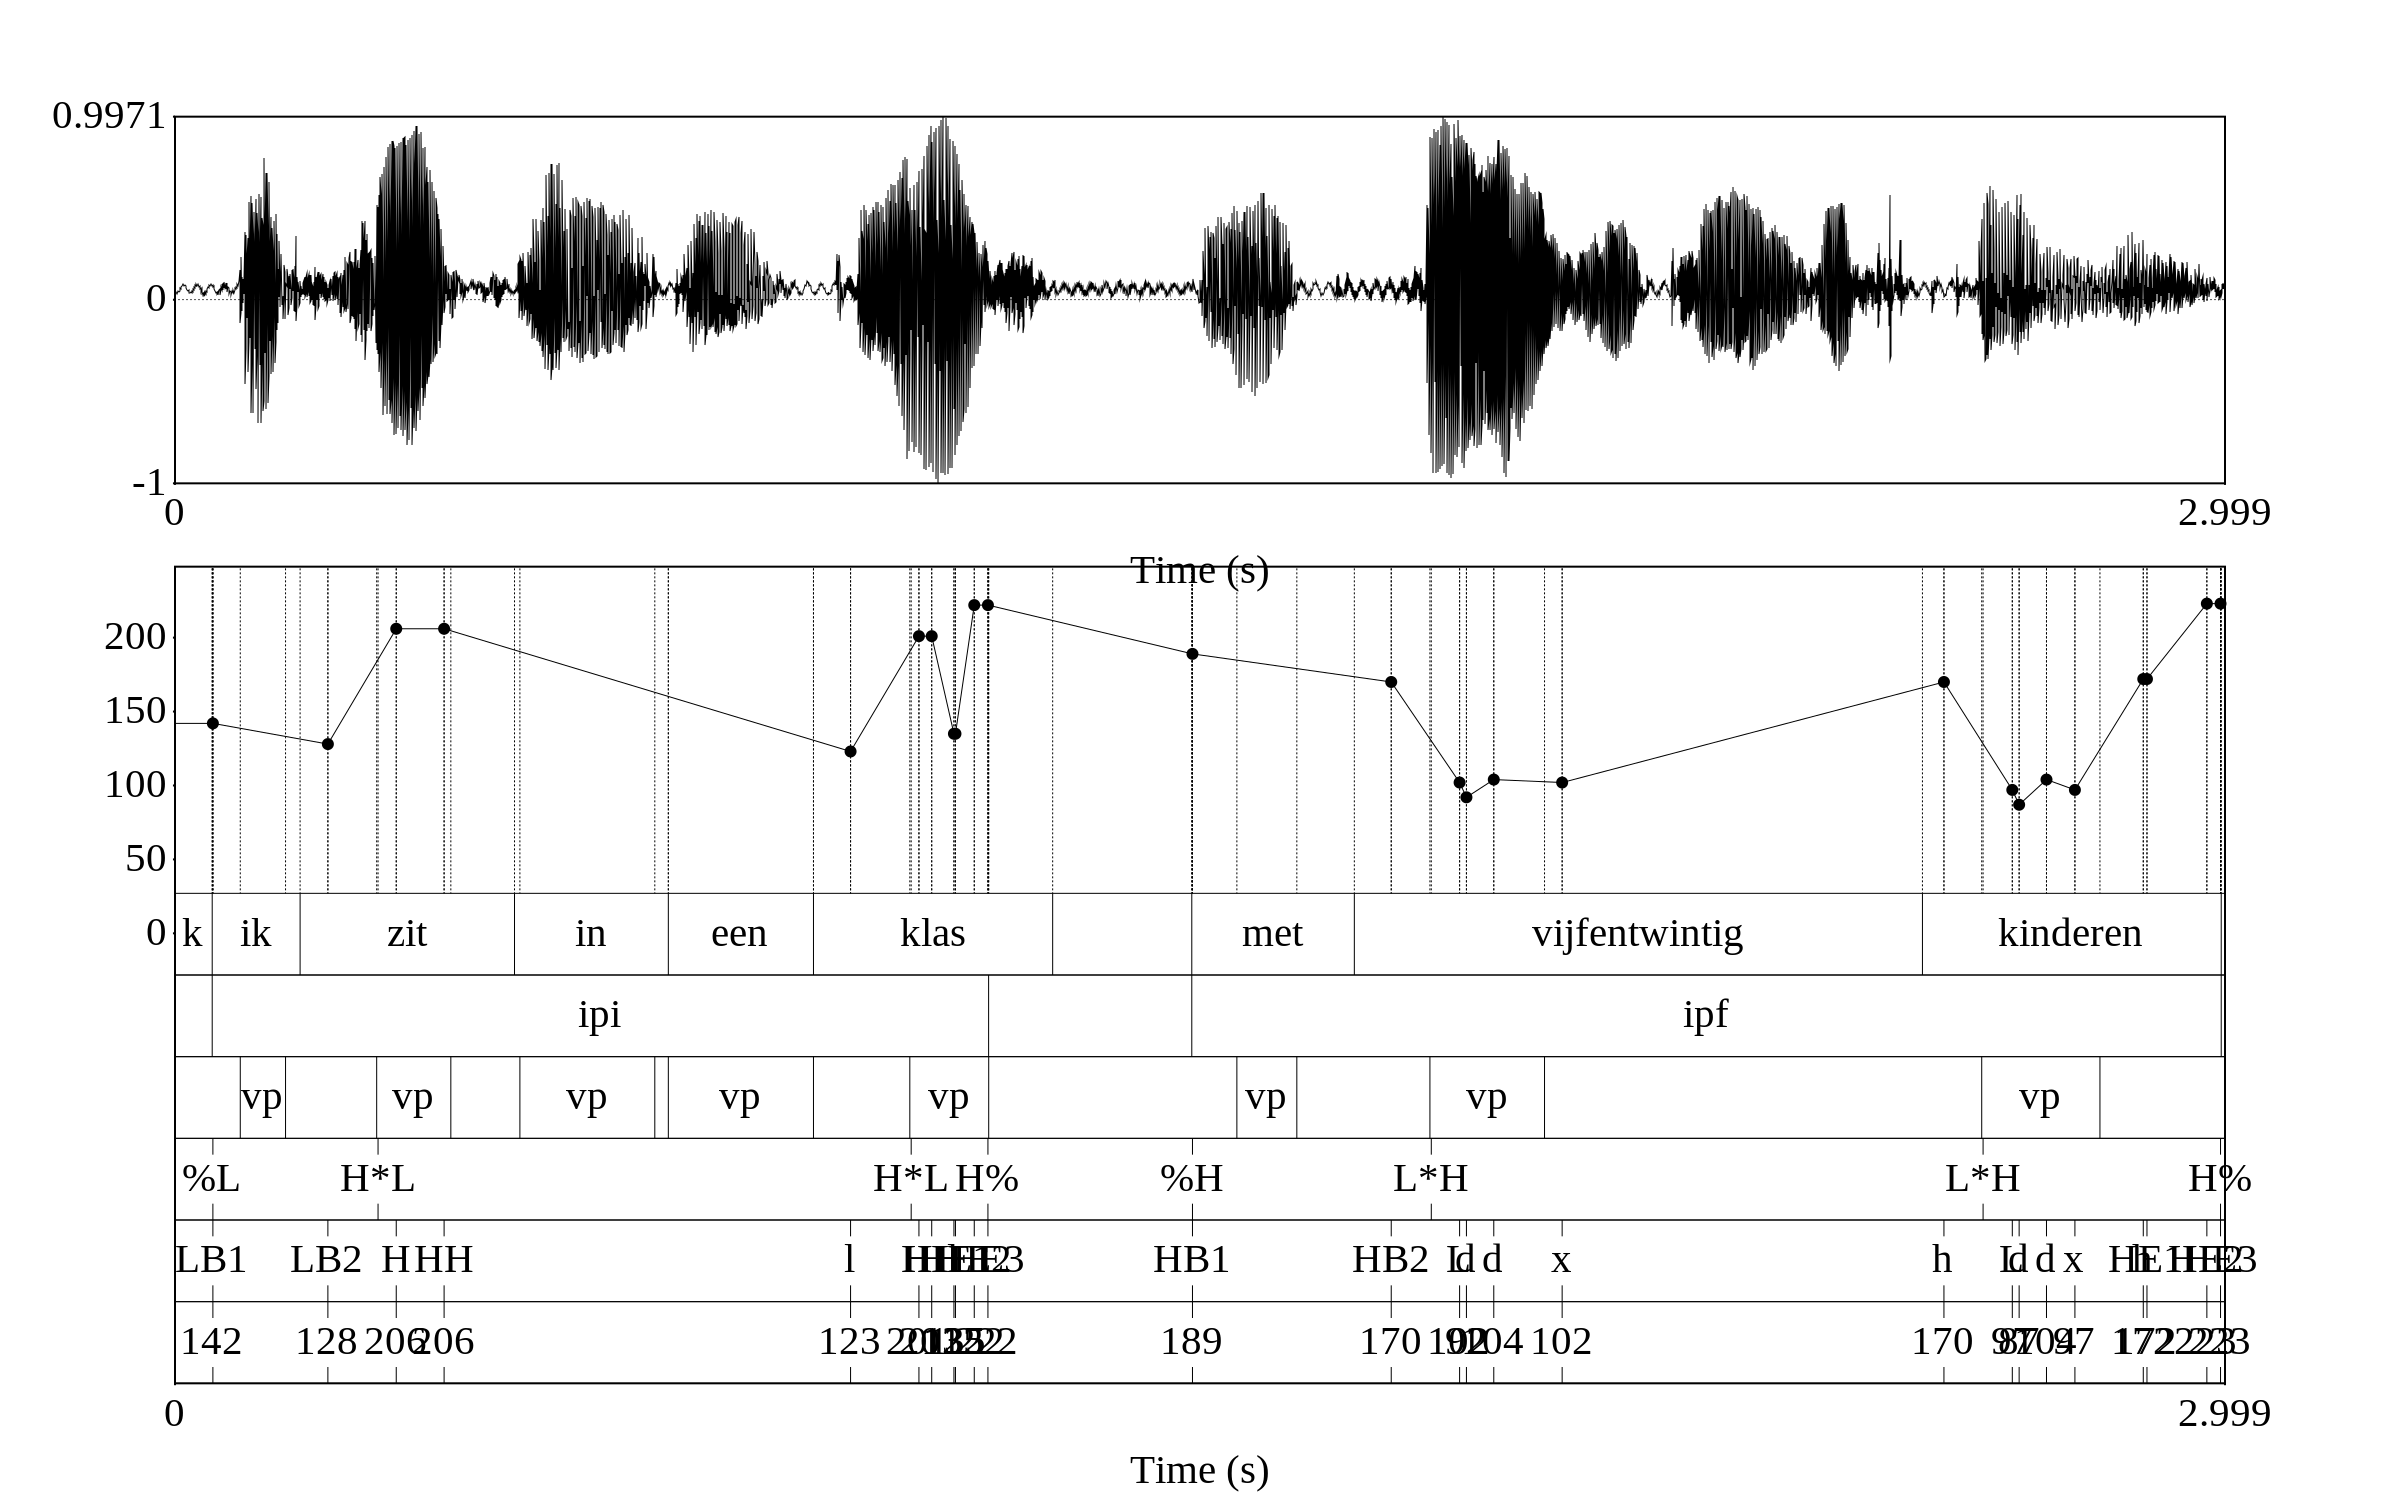 0.9971
0
-1
0 2.999
Time (s)
200
150
100
50
0
k ik zit in een klas met vijfentwintig kinderen
ipi ipf
vp vp vp vp vp vp vp vp
%L H*L H*L H% %H L*H L*H H%
LB1 LB2 H HH l HB1 HB2 L d d x h L d d x
142 128 206 206 123 189 170 104 102 170 97
0 2.999
Time (s)